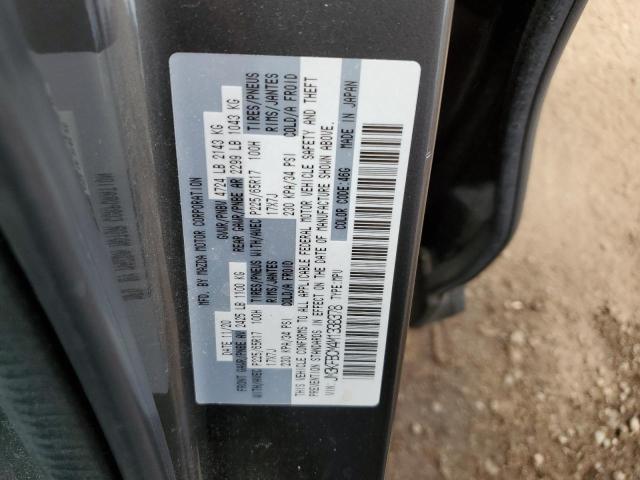 MFD. BY MAZDA MOTOR CORPORATION
DATE: 11/20 GVWR/PNBV 4724 LB 2143 KG
FRONT GAWR/PNBE AV 2425 LB 1100 KG REAR GAWR/PNBE AR 2299 LB 1043 KG
WITH/AVEC P225/65R17 100H TIRES/PNEUS WITH/AVEC P225/65R17 100H TIRES/PNEUS
17X7J RIMS/JANTES 17X7J RIMS/JANTES
230 KPA/34 PSI COLD/A FROID 230 KPA/34 PSI COLD/A FROID
THIS VEHICLE CONFORMS TO ALL APPLICABLE FEDERAL MOTOR VEHICLE SAFETY AND THEFT
PREVENTION STANDARDS IN EFFECT ON THE DATE OF MANUFACTURE SHOWN ABOVE.
COLOR CODE: 46G MADE IN JAPAN
VIN: TYPE: MPV